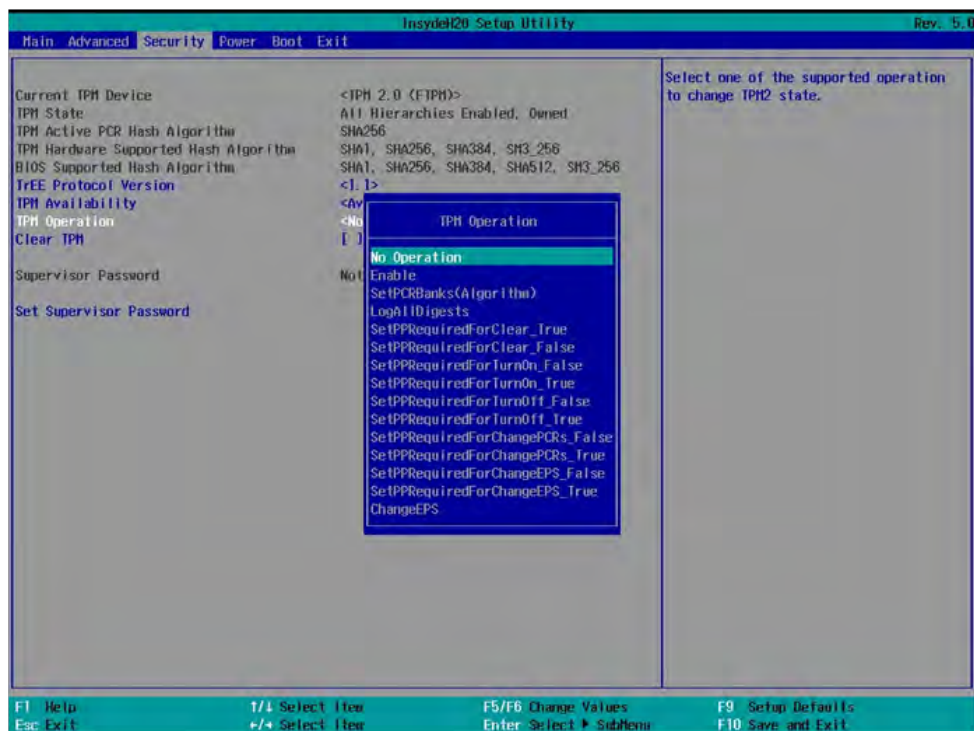 InsydeH20 Setup Utility Rev. 5.0
Main Advanced Security Power Boot Exit
Current TPM Device <TPM 2.0 (FTPM)>
TPM State All Hierarchies Enabled, Owned
TPM Active PCR Hash Algorithm SHA256
TPM Hardware Supported Hash Algorithm SHA1, SHA256, SHA384, SM3_256
BIOS Supported Hash Algorithm SHA1, SHA256, SHA384, SHA512, SM3_256
TrEE Protocol Version <1.1>
TPM Availability <Av
TPM Operation <No
Clear TPM [ ]
Supervisor Password Not
Set Supervisor Password
TPM Operation
No Operation
Enable
SetPCRBanks(Algorithm)
LogAllDigests
SetPPRequiredForClear_True
SetPPRequiredForClear_False
SetPPRequiredForTurnOn_False
SetPPRequiredForTurnOn_True
SetPPRequiredForTurnOff_False
SetPPRequiredForTurnOff_True
SetPPRequiredForChangePCRs_False
SetPPRequiredForChangePCRs_True
SetPPRequiredForChangeEPS_False
SetPPRequiredForChangeEPS_True
ChangeEPS
Select one of the supported operation
to change TPM2 state.
F1 Help ↑/↓ Select Item F5/F6 Change Values F9 Setup Defaults
Esc Exit ←/→ Select Item Enter Select ▶ SubMenu F10 Save and Exit